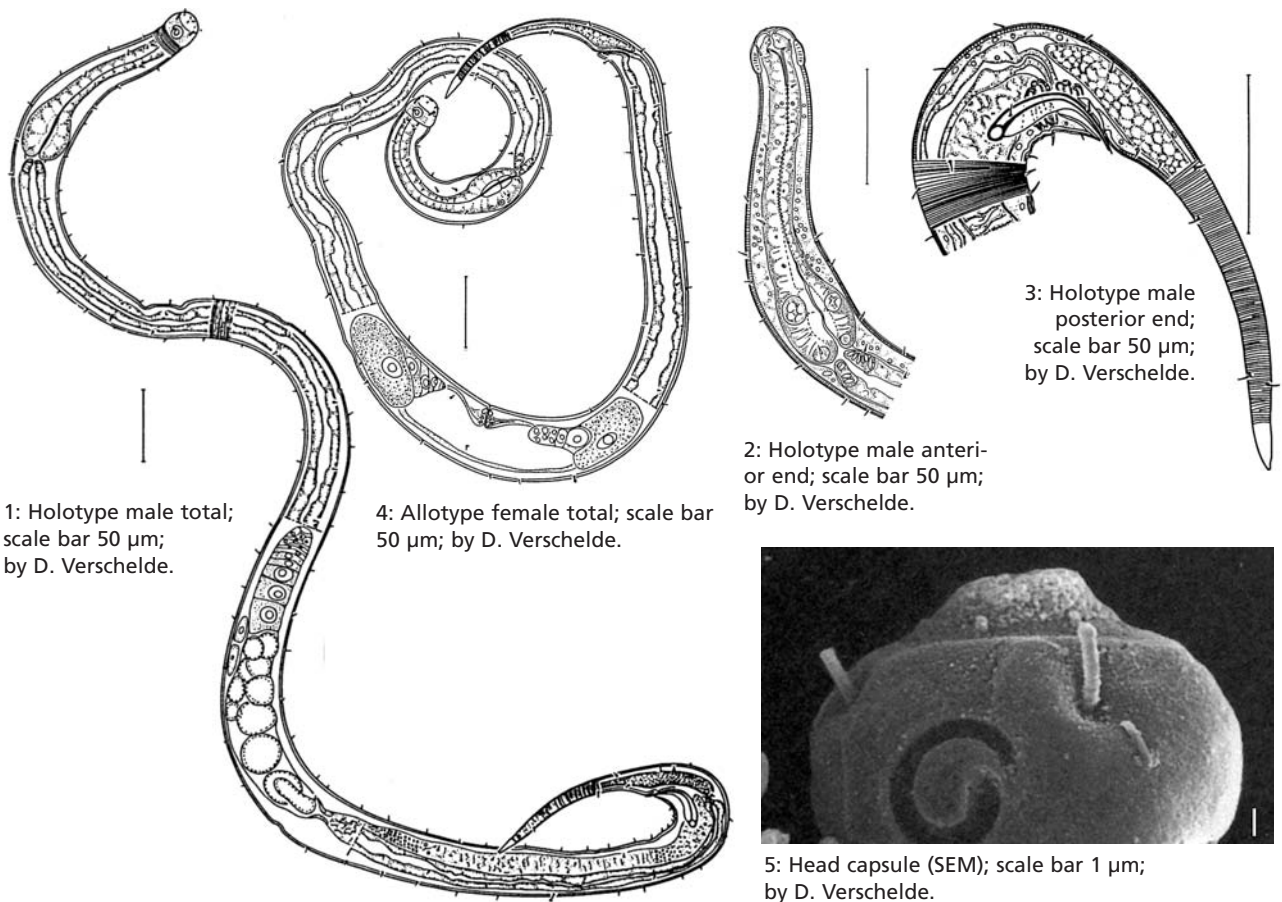 1: Holotype male total;
scale bar 50 µm;
by D. Verschelde.
4: Allotype female total; scale bar
50 µm; by D. Verschelde.
2: Holotype male anteri-
or end; scale bar 50 µm;
by D. Verschelde.
3: Holotype male
posterior end;
scale bar 50 µm;
by D. Verschelde.
5: Head capsule (SEM); scale bar 1 µm;
by D. Verschelde.